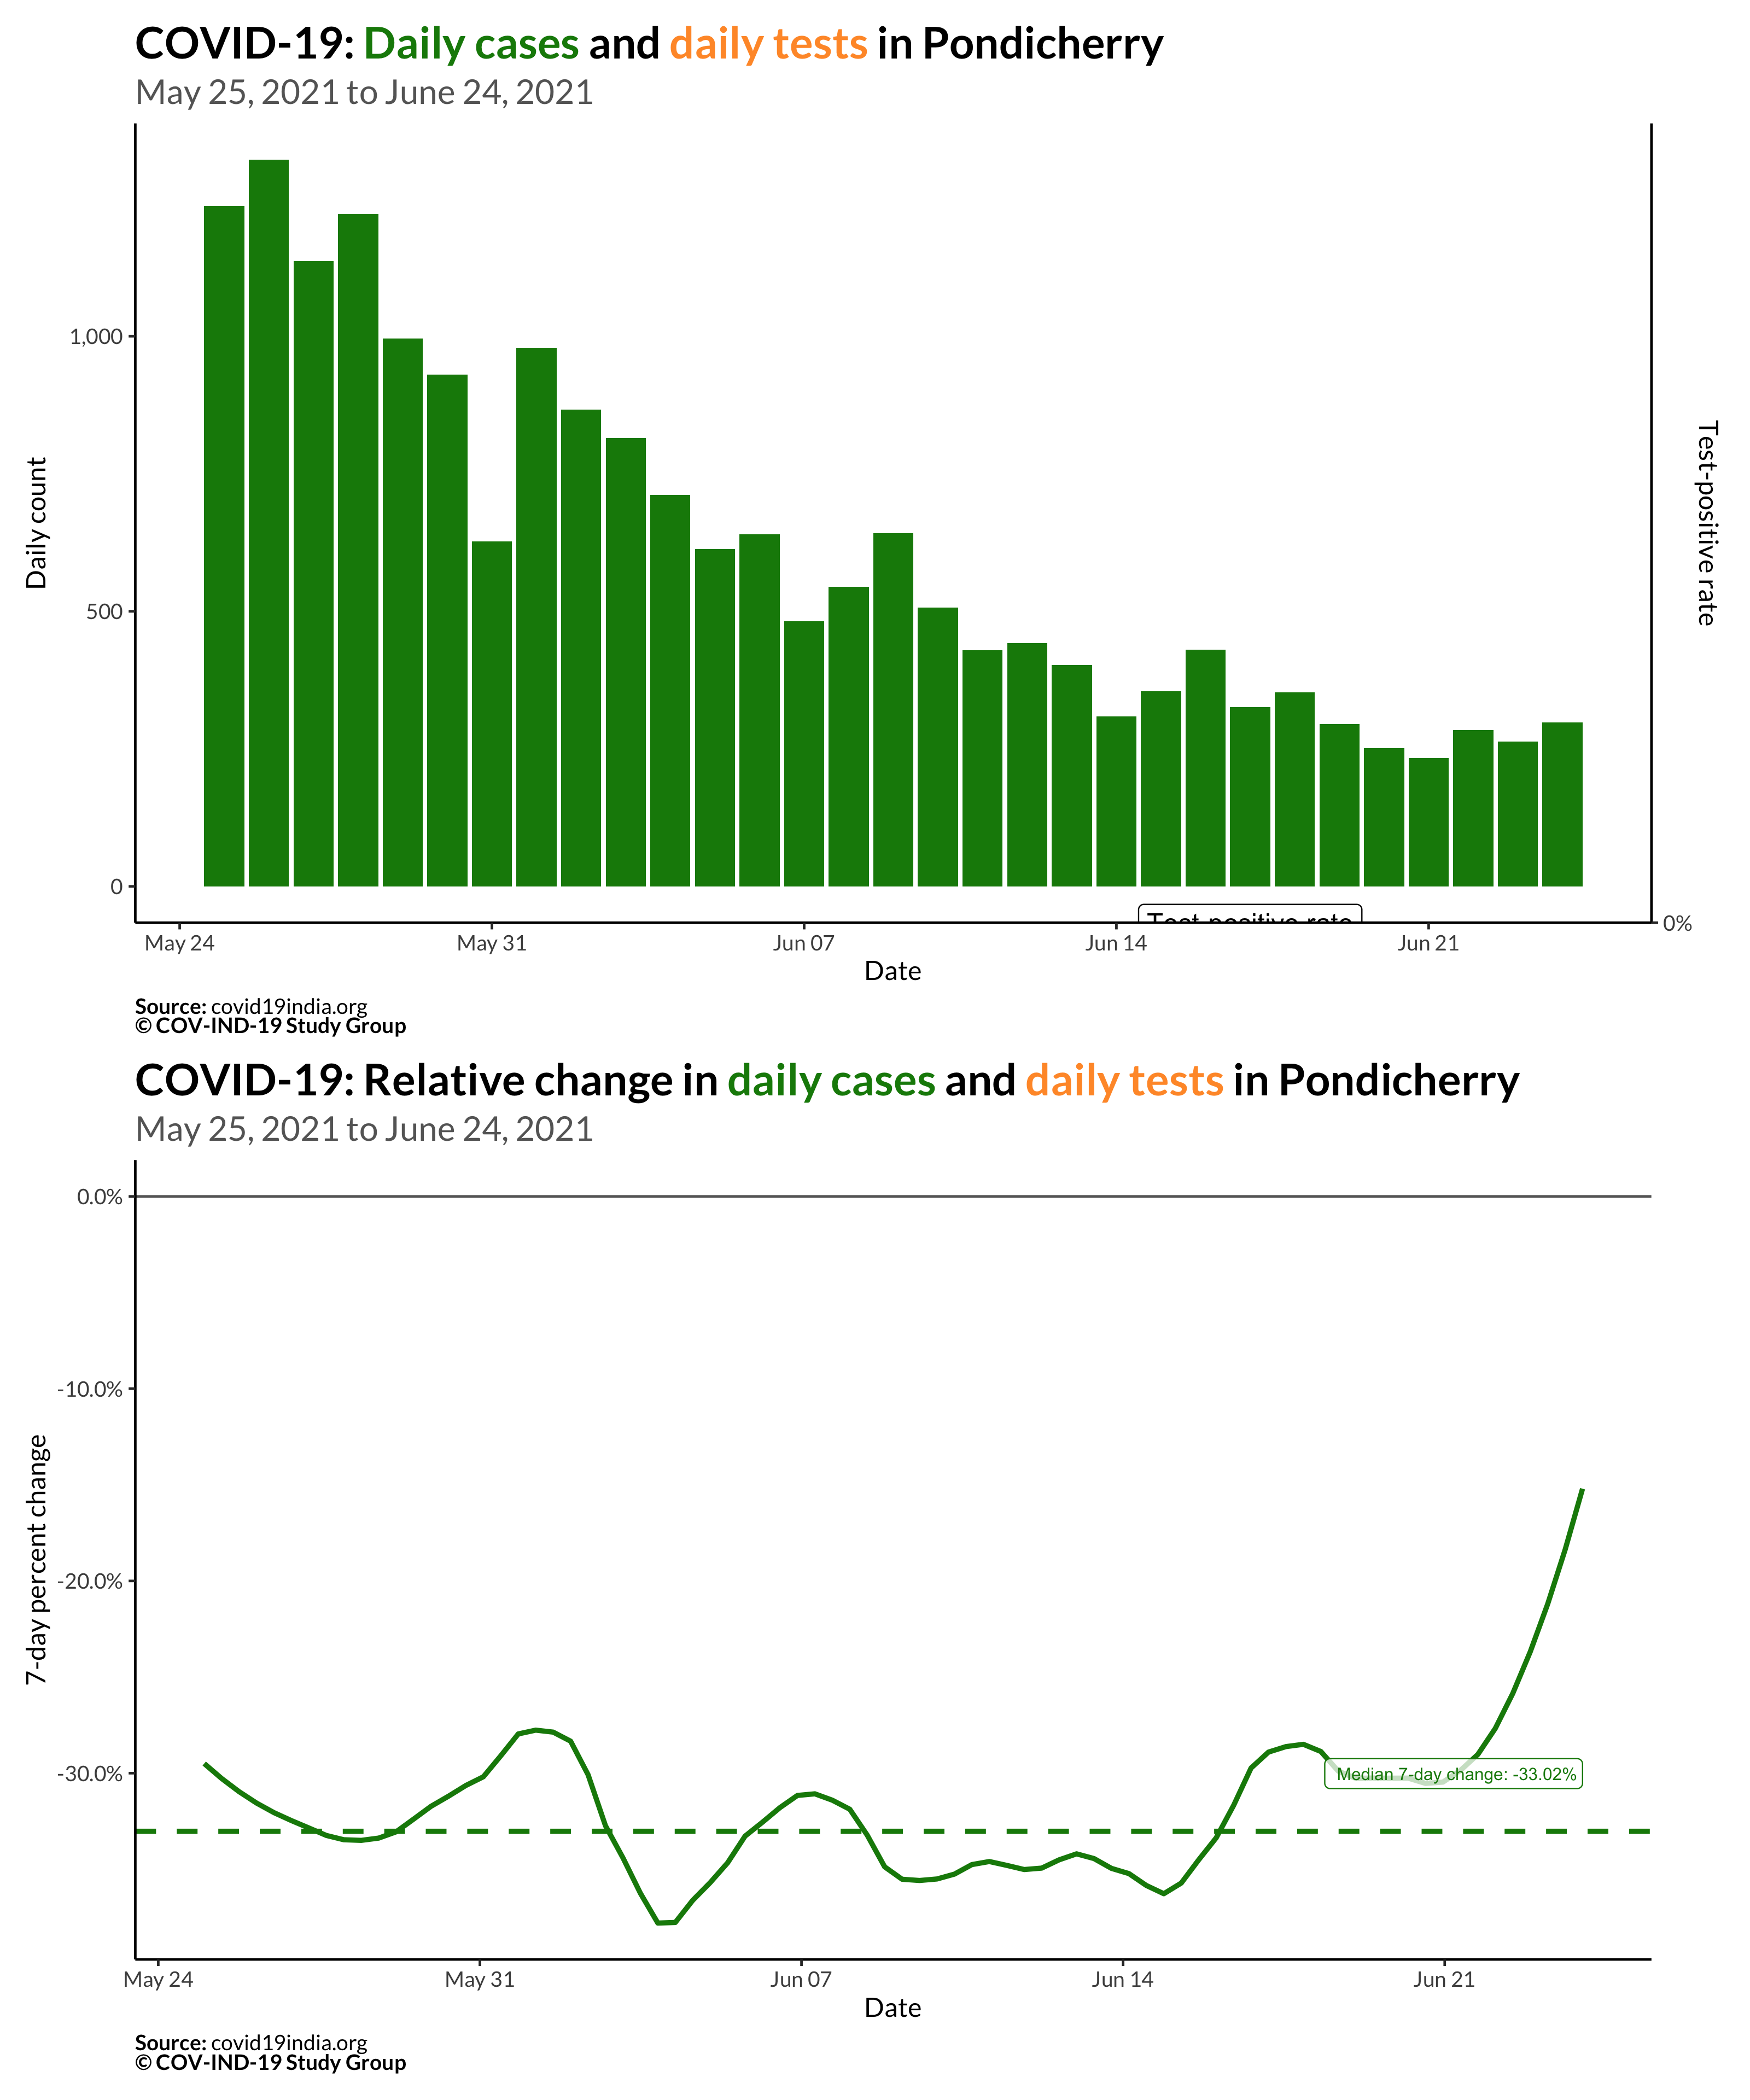 COVID-19: Daily cases and daily tests in Pondicherry
May 25, 2021 to June 24, 2021
Daily count
1,000
500
0
Test-positive rate
0%
Test-positive rate
May 24
May 31
Jun 07
Jun 14
Jun 21
Date
Source: covid19india.org
© COV-IND-19 Study Group
COVID-19: Relative change in daily cases and daily tests in Pondicherry
May 25, 2021 to June 24, 2021
7-day percent change
0.0%
-10.0%
-20.0%
-30.0%
Median 7-day change: -33.02%
May 24
May 31
Jun 07
Jun 14
Jun 21
Date
Source: covid19india.org
© COV-IND-19 Study Group